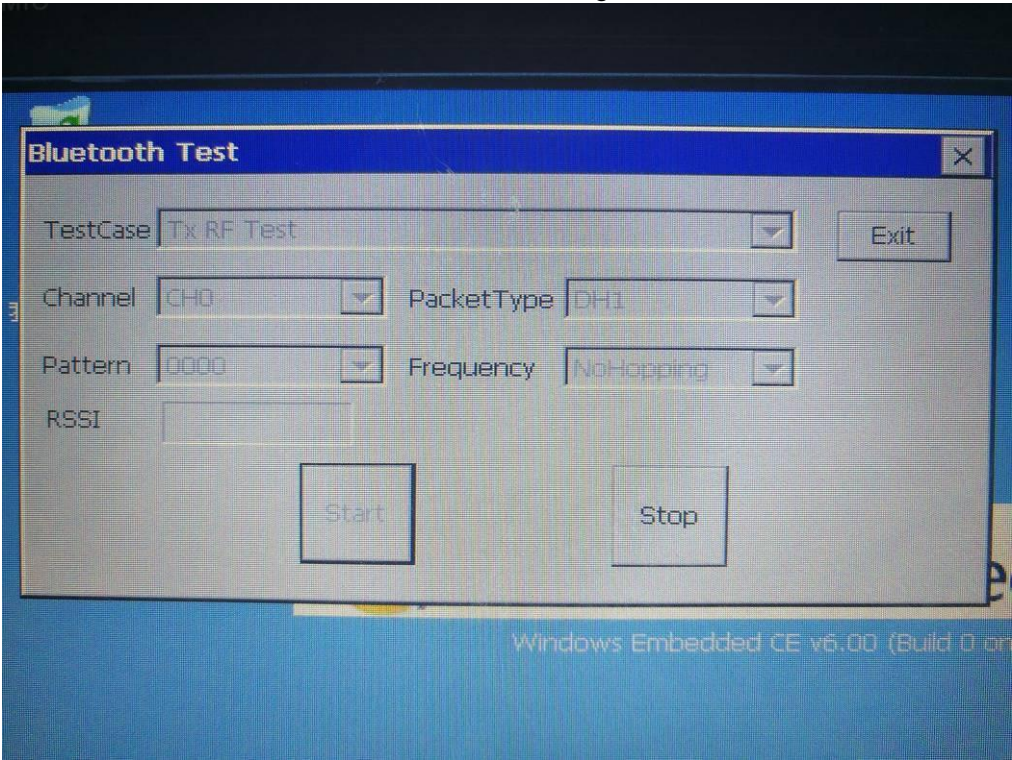 Bluetooth Test
TestCase Tx RF Test Exit
Channel CH0 PacketType DH1
Pattern 0000 Frequency NoHopping
RSSI
Start Stop
Windows Embedded CE v6.00 (Build 0 on